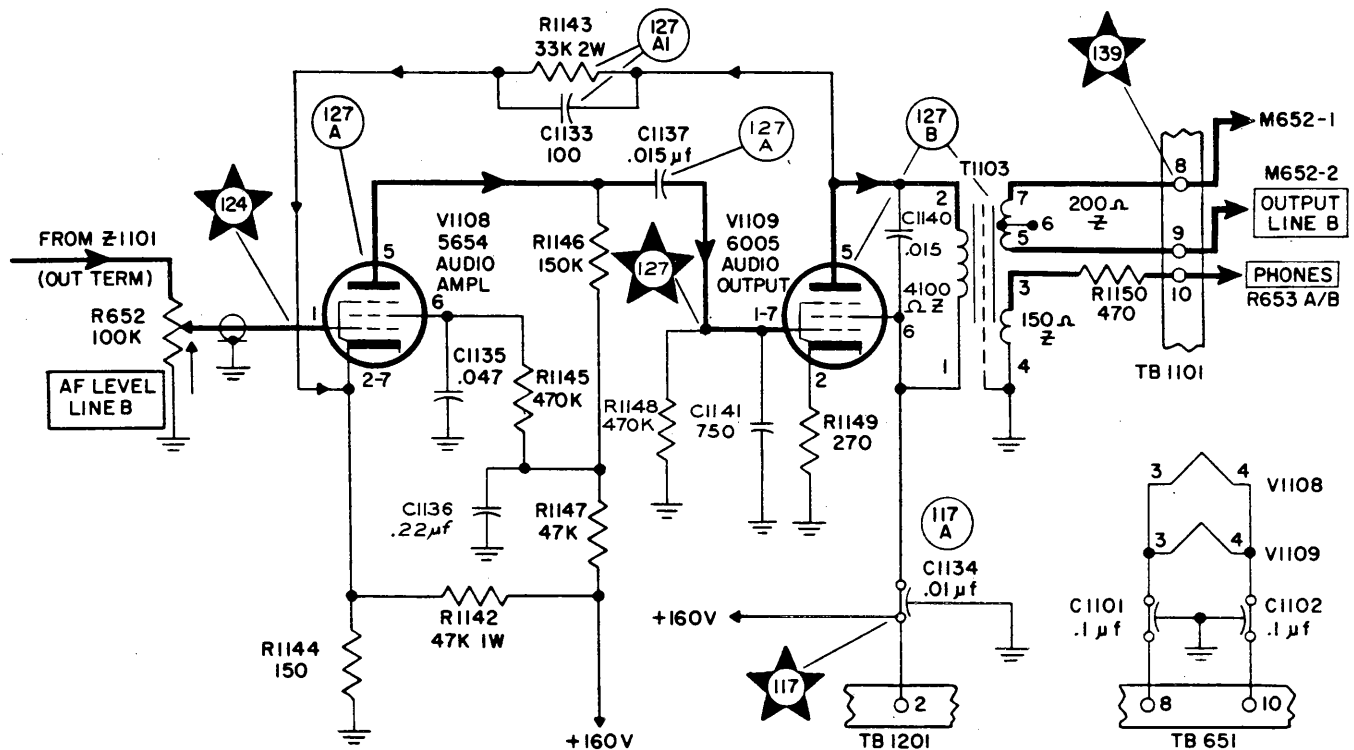 R1143
33K 2W
127
A1
139
127
A
C1133
100
C1137
.015µf
127
A
127
B
T1103
8
M652-1
M652-2
124
5
V1108
5654
AUDIO
AMPL
R1146
150K
127
V1109
6005
AUDIO
OUTPUT
5
2
C1140
.015
7
6
5
200Ω
Z
9
OUTPUT
LINE B
FROM Z1101
(OUT TERM)
R652
100K
1
6
1-7
6
4100
Ω Z
3
R1150
470
10
PHONES
R653 A/B
150Ω
Z
AF LEVEL
LINE B
2-7
C1135
.047
R1145
470K
R1148
470K
C1141
750
2
R1149
270
1
4
TB 1101
C1136
.22µf
R1147
47K
117
A
3
4
V1108
3
4
V1109
C1134
.01µf
R1142
47K 1W
+160V
C1101
.1µf
C1102
.1µf
R1144
150
117
2
8
10
+160V
TB1201
TB 651